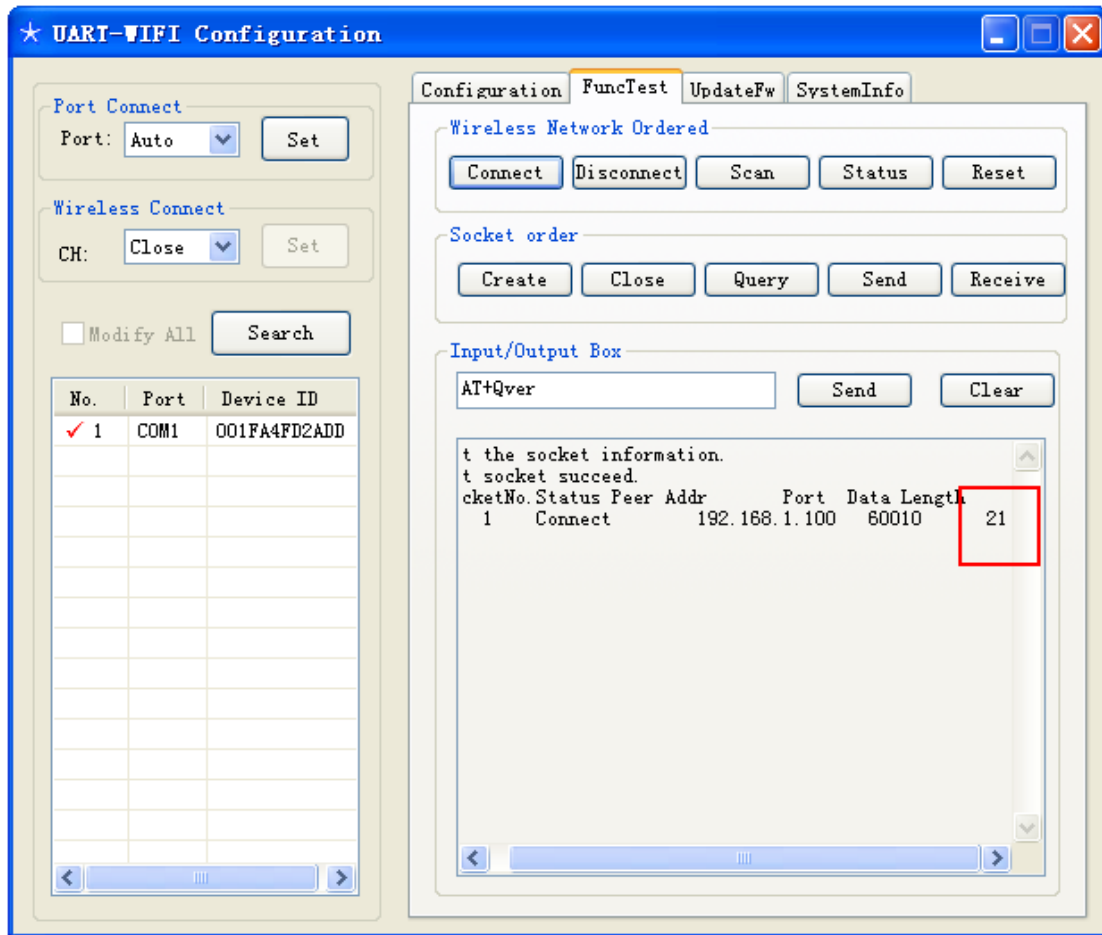 UART-WIFI Configuration
Port Connect
Port: Auto Set
Wireless Connect
CH: Close Set
Modify All Search
No. Port Device ID
1 COM1 001FA4FD2ADD
Configuration FuncTest UpdateFw SystemInfo
Wireless Network Ordered
Connect Disconnect Scan Status Reset
Socket order
Create Close Query Send Receive
Input/Output Box
AT+Qver Send Clear
t the socket information.
t socket succeed.
cketNo. Status Peer Addr Port Data Length
1 Connect 192.168.1.100 60010 21